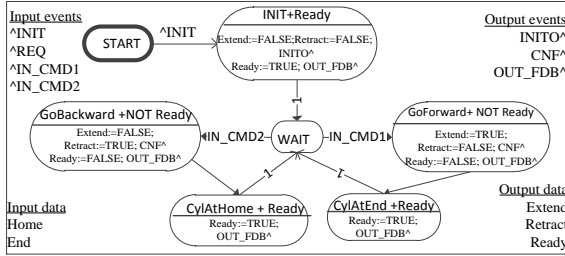 Input events
^INIT
^REQ
^IN_CMD1
^IN_CMD2
START
^INIT
INIT+Ready
Extend:=FALSE;Retract:=FALSE;
INITO^
Ready:=TRUE; OUT_FDB^
Output events
INITO^
CNF^
OUT_FDB^
1
GoBackward +NOT Ready
Extend:=FALSE;
Retract:=TRUE; CNF^
Ready:=FALSE; OUT_FDB^
IN_CMD2
WAIT
IN_CMD1
GoForward+ NOT Ready
Extend:=TRUE;
Retract:=FALSE; CNF^
Ready:=FALSE; OUT_FDB^
1
1
Input data
Home
End
CylAtHome + Ready
Ready:=TRUE;
OUT_FDB^
CylAtEnd +Ready
Ready:=TRUE;
OUT_FDB^
Output data
Extend
Retract
Ready